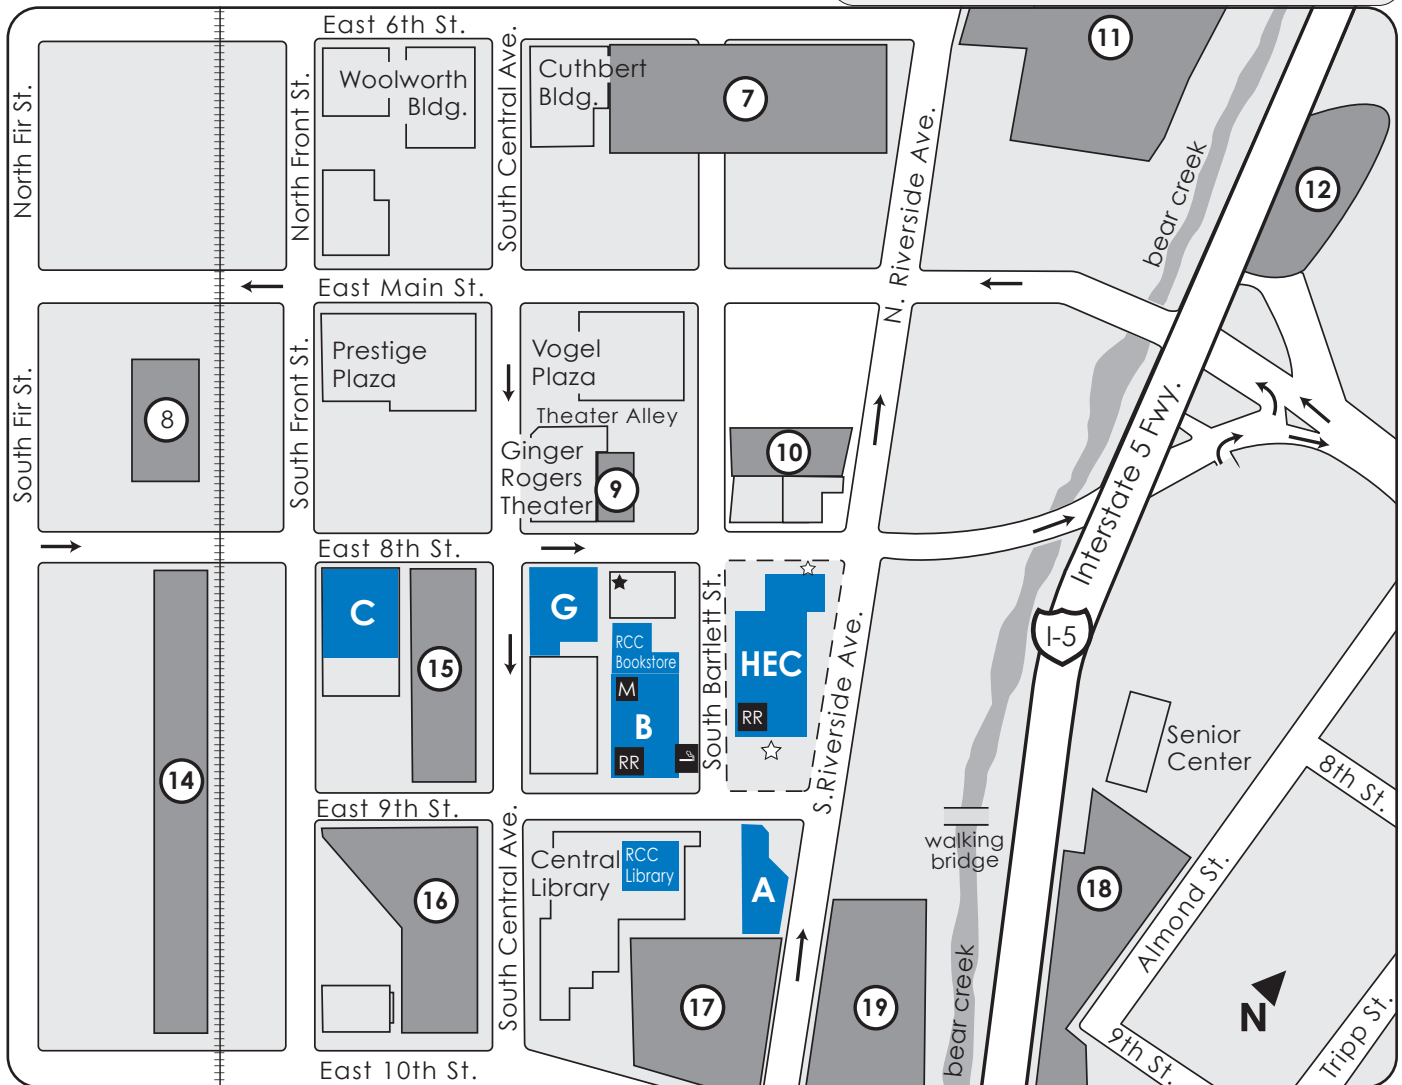 East 6th St.
11
Woolworth
Bldg.
Cuthbert
Bldg.
7
North Fir St.
North Front St.
South Central Ave.
N. Riverside Ave.
bear creek
12
East Main St.
Prestige
Plaza
Vogel
Plaza
Theater Alley
Ginger
Rogers
Theater
9
10
8
South Fir St.
South Front St.
Interstate 5 Fwy.
East 8th St.
C
15
G
RCC
Bookstore
M
B
RR
South Bartlett St.
HEC
RR
S.Riverside Ave.
I-5
Senior
Center
8th St.
14
East 9th St.
16
South Central Ave.
Central
Library
RCC
Library
A
walking
bridge
18
Almond St.
17
19
bear creek
N
9th St.
Tripp St.
East 10th St.